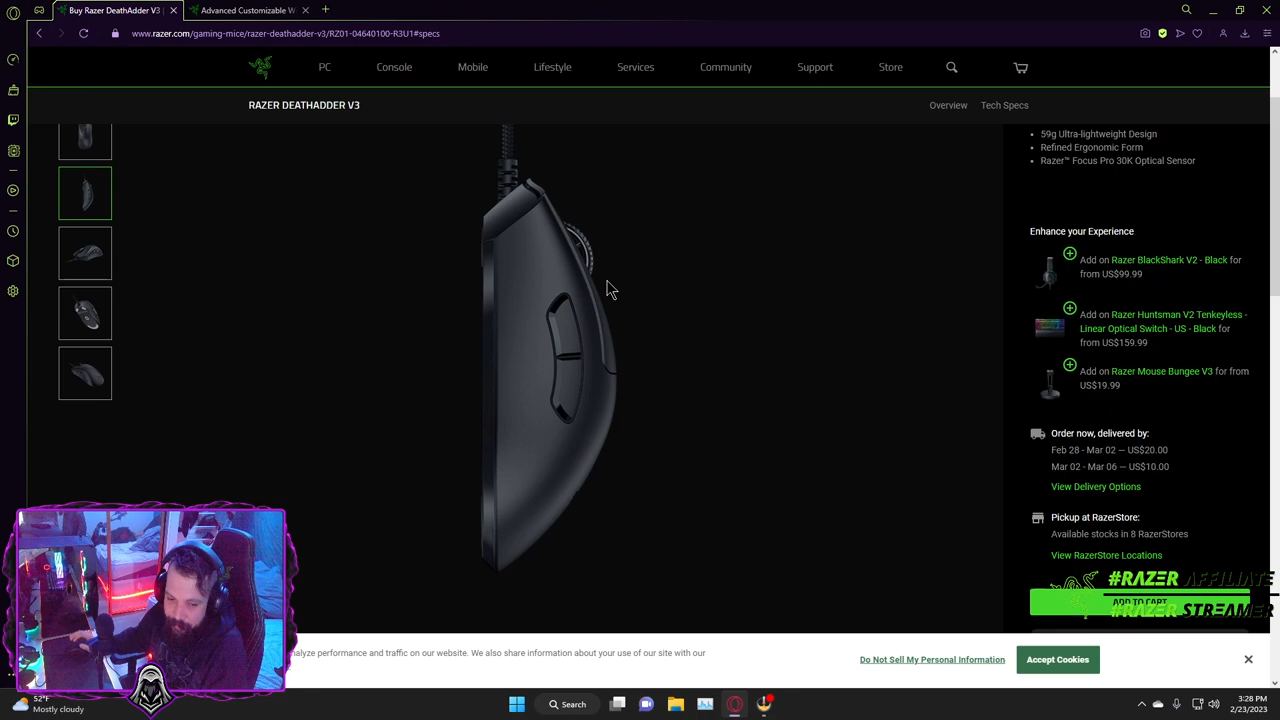 Buy Razer DeathAdder V3
Advanced Customizable W
www.razer.com/gaming-mice/razer-deathadder-v3/RZ01-04640100-R3U1#specs
PC
Console
Mobile
Lifestyle
Services
Community
Support
Store
RAZER DEATHADDER V3
Overview
Tech Specs
59g Ultra-lightweight Design
Refined Ergonomic Form
Razer™ Focus Pro 30K Optical Sensor
Enhance your Experience
Add on Razer BlackShark V2 - Black for
from US$99.99
Add on Razer Huntsman V2 Tenkeyless -
Linear Optical Switch - US - Black for
from US$159.99
Add on Razer Mouse Bungee V3 for from
US$19.99
Order now, delivered by:
Feb 28 - Mar 02 — US$20.00
Mar 02 - Mar 06 — US$10.00
View Delivery Options
Pickup at RazerStore:
Available stocks in 8 RazerStores
View RazerStore Locations
#RAZER AFFILIATE
ADD TO CART
#RAZER STREAMER
nalyze performance and traffic on our website. We also share information about your use of our site with our
Do Not Sell My Personal Information
Accept Cookies
52°F
Mostly cloudy
Search
3:28 PM
2/23/2023